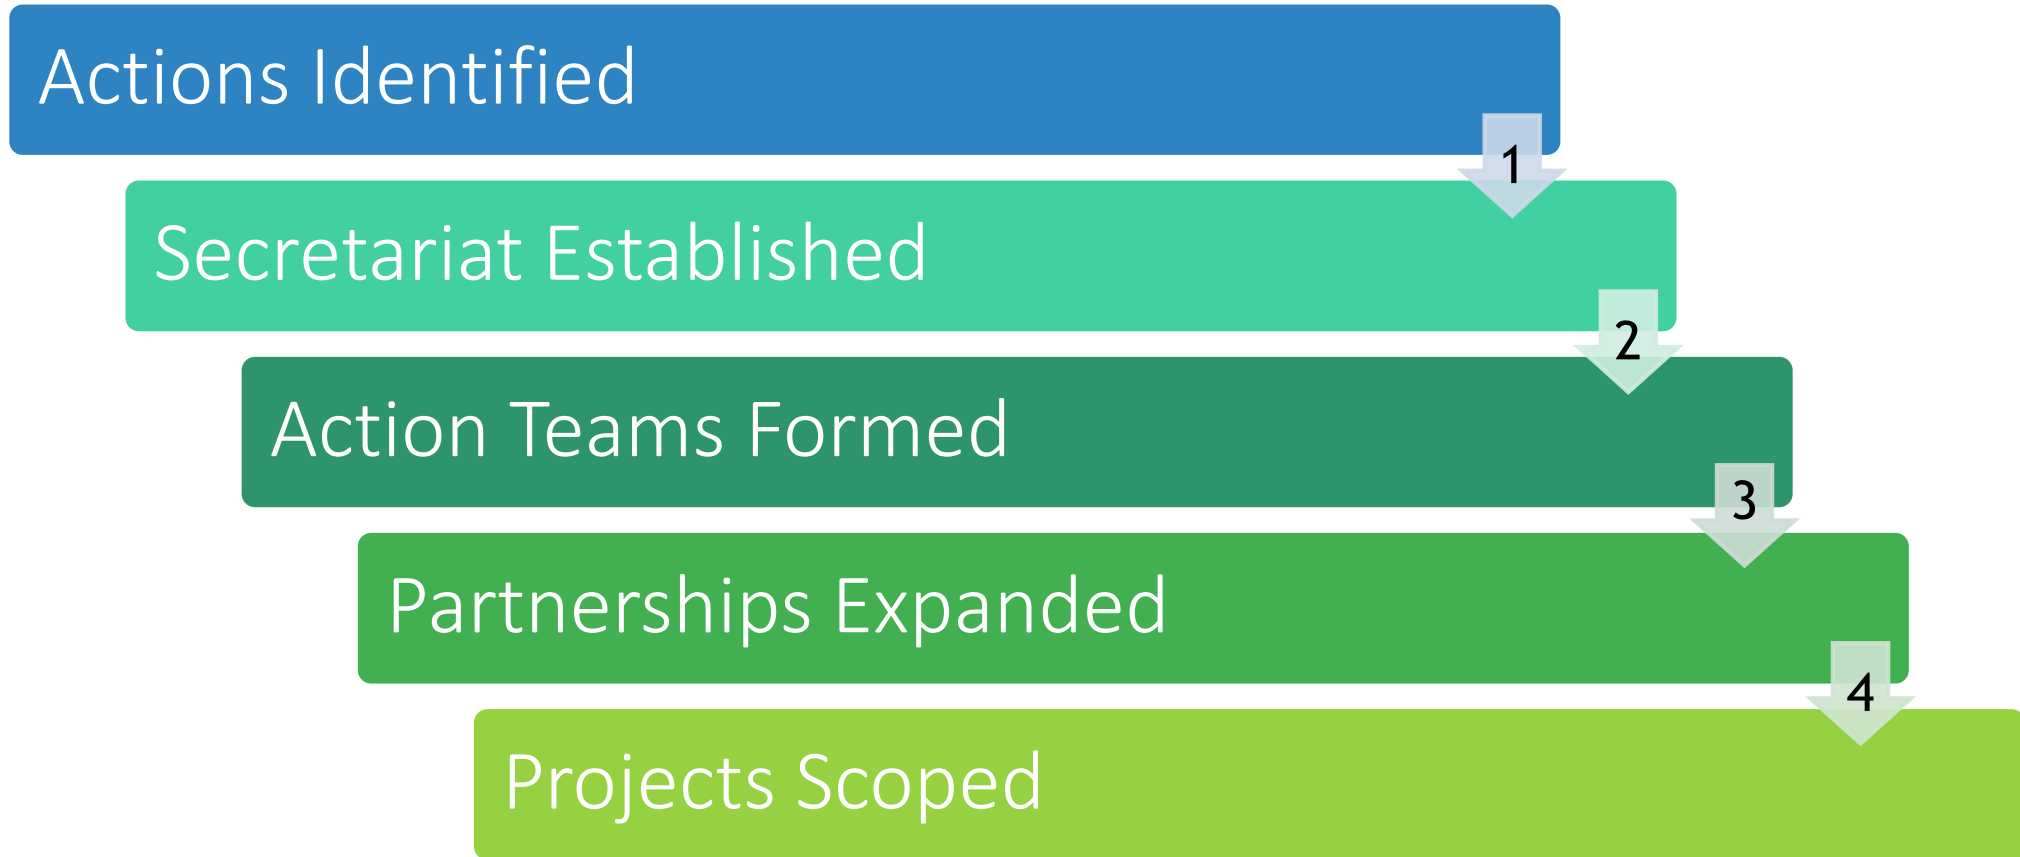 Actions Identified
1
Secretariat Established
2
Action Teams Formed
3
Partnerships Expanded
4
Projects Scoped